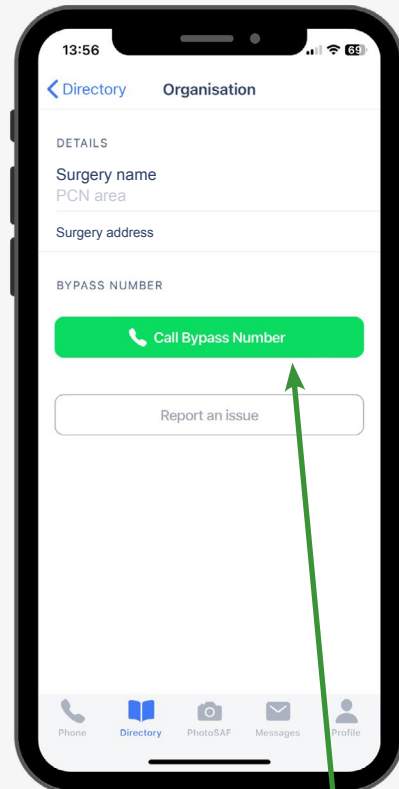 13:56
69
Directory Organisation
DETAILS
Surgery name
PCN area
Surgery address
BYPASS NUMBER
Call Bypass Number
Report an issue
Phone Directory PhotoSAF Messages Profile